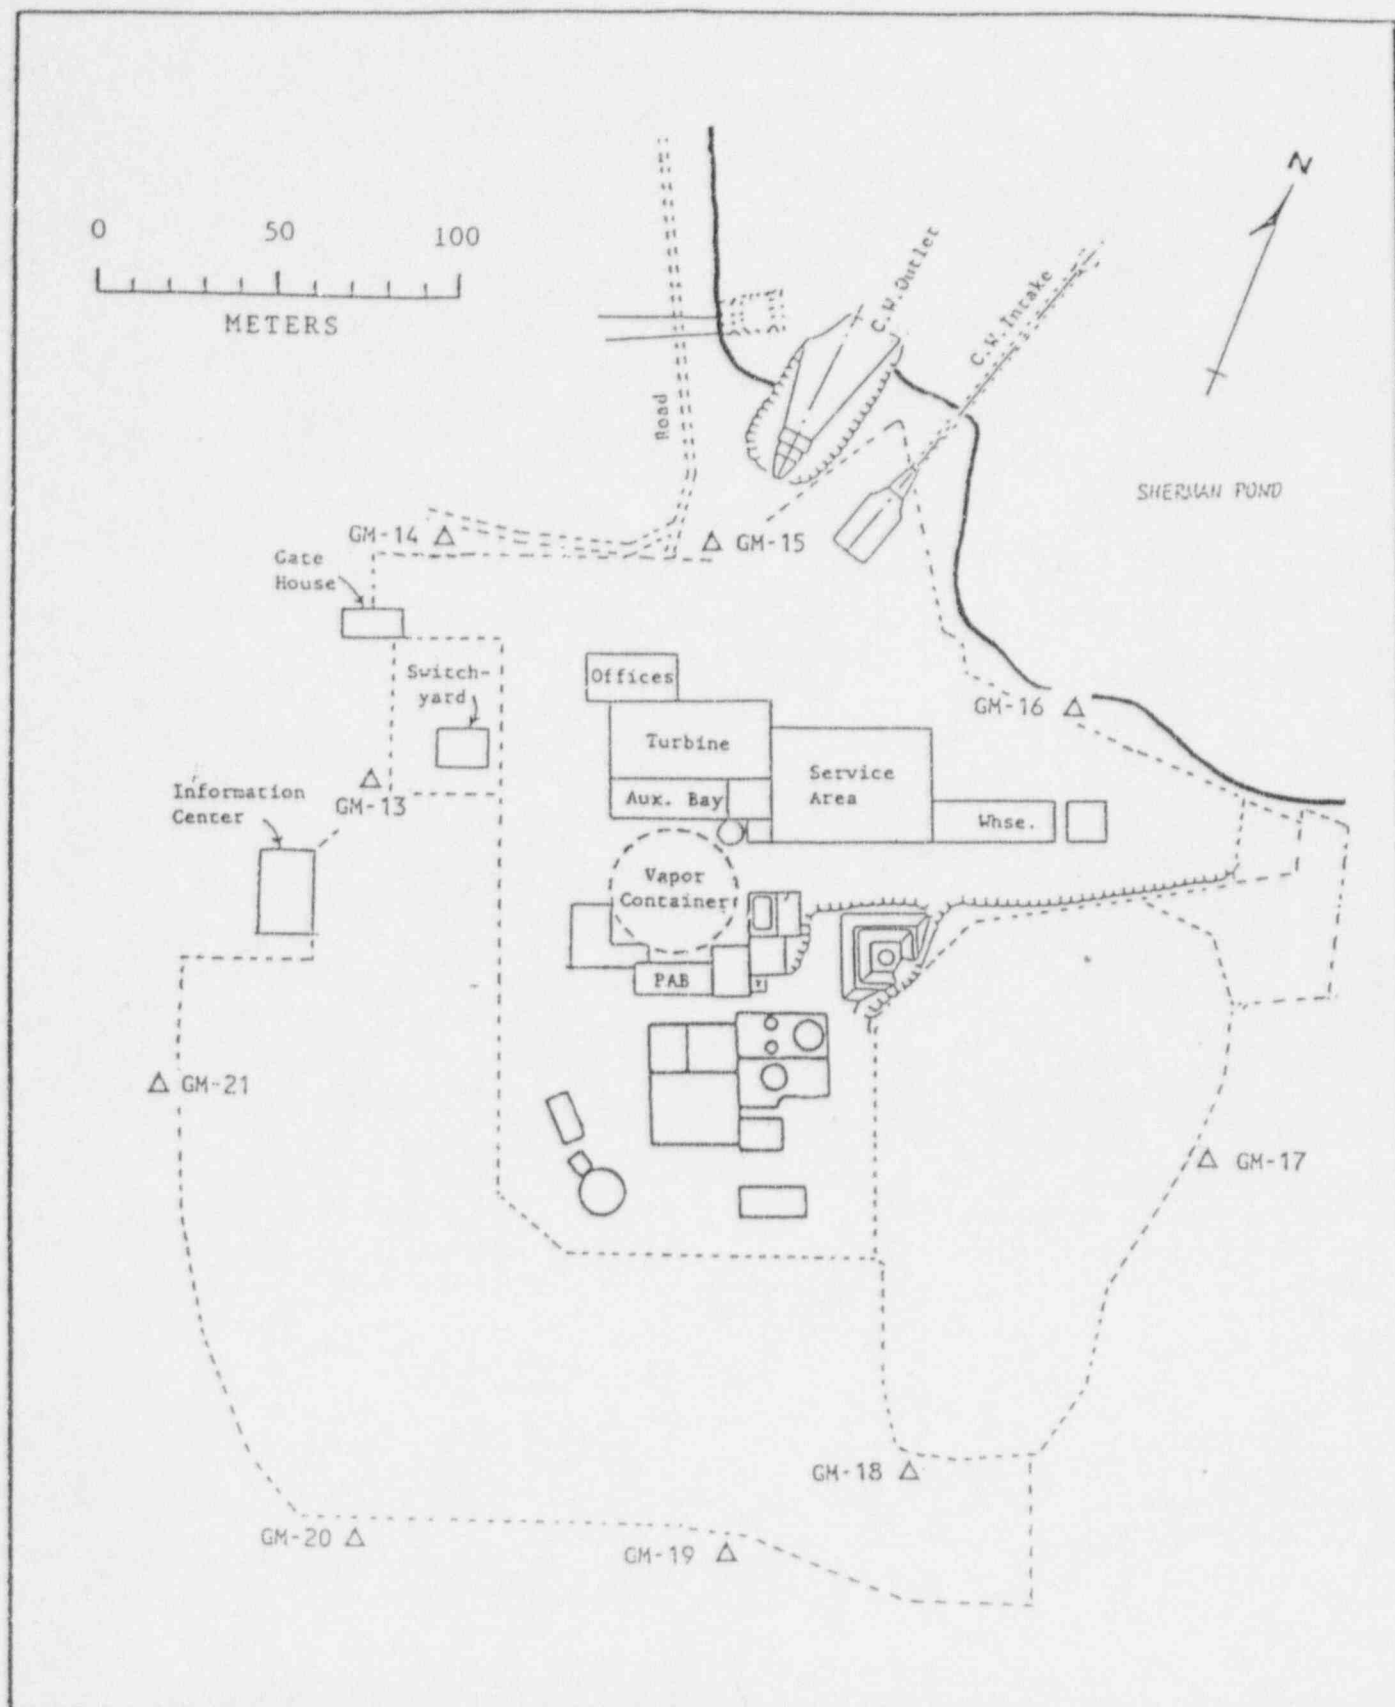 N
0 50 100
METERS
C.W.Outlet
C.W.Intake
Road
SHERMAN POND
GM-14
GM-15
Gate
House
Switch-
yard
Offices
GM-16
Turbine
Service
Area
Information
Center
GM-13
Aux. Bay
Whse.
Vapor
Container
PAB
GM-21
GM-17
GM-18
GM-20
GM-19